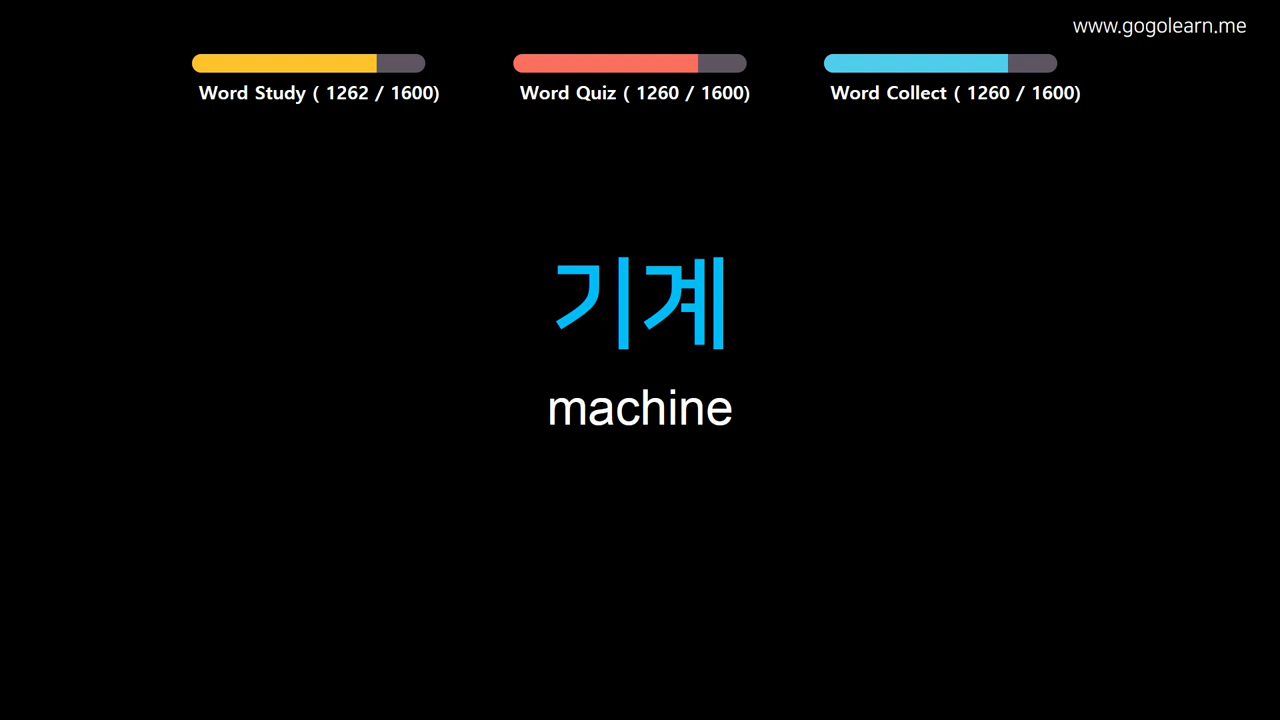 www.gogolearn.me
Word Study ( 1262 / 1600)
Word Quiz ( 1260 / 1600)
Word Collect ( 1260 / 1600)
기계
machine